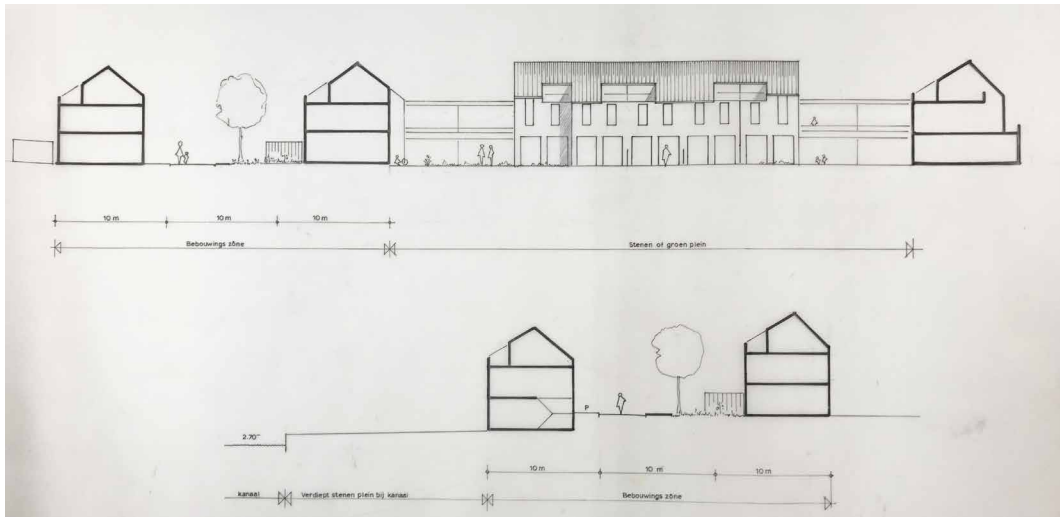 10 m 10 m 10 m
Bebouwings zône Stenen of groen plein
P
2.70⁻
10 m 10 m 10 m
kanaal Verdiept stenen plein bij kanaal Bebouwings zône